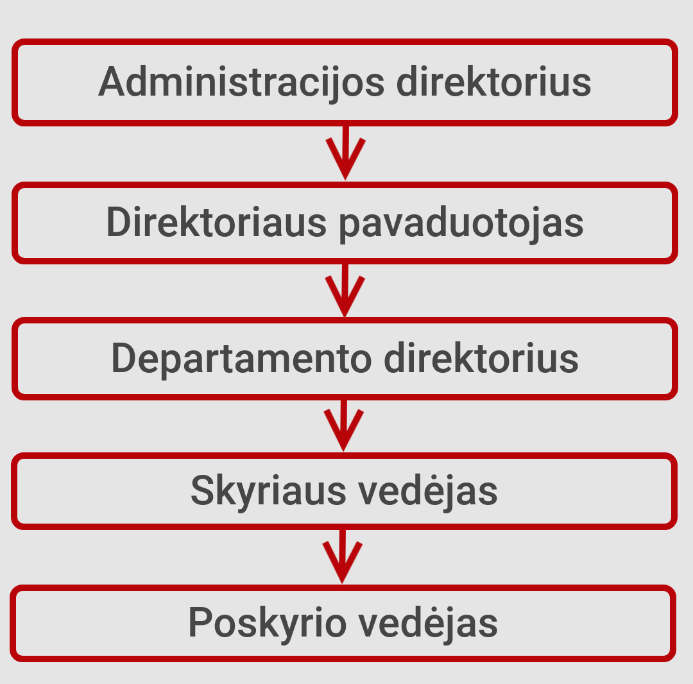 Administracijos direktorius
Direktoriaus pavaduotojas
Departamento direktorius
Skyriaus vedėjas
Poskyrio vedėjas